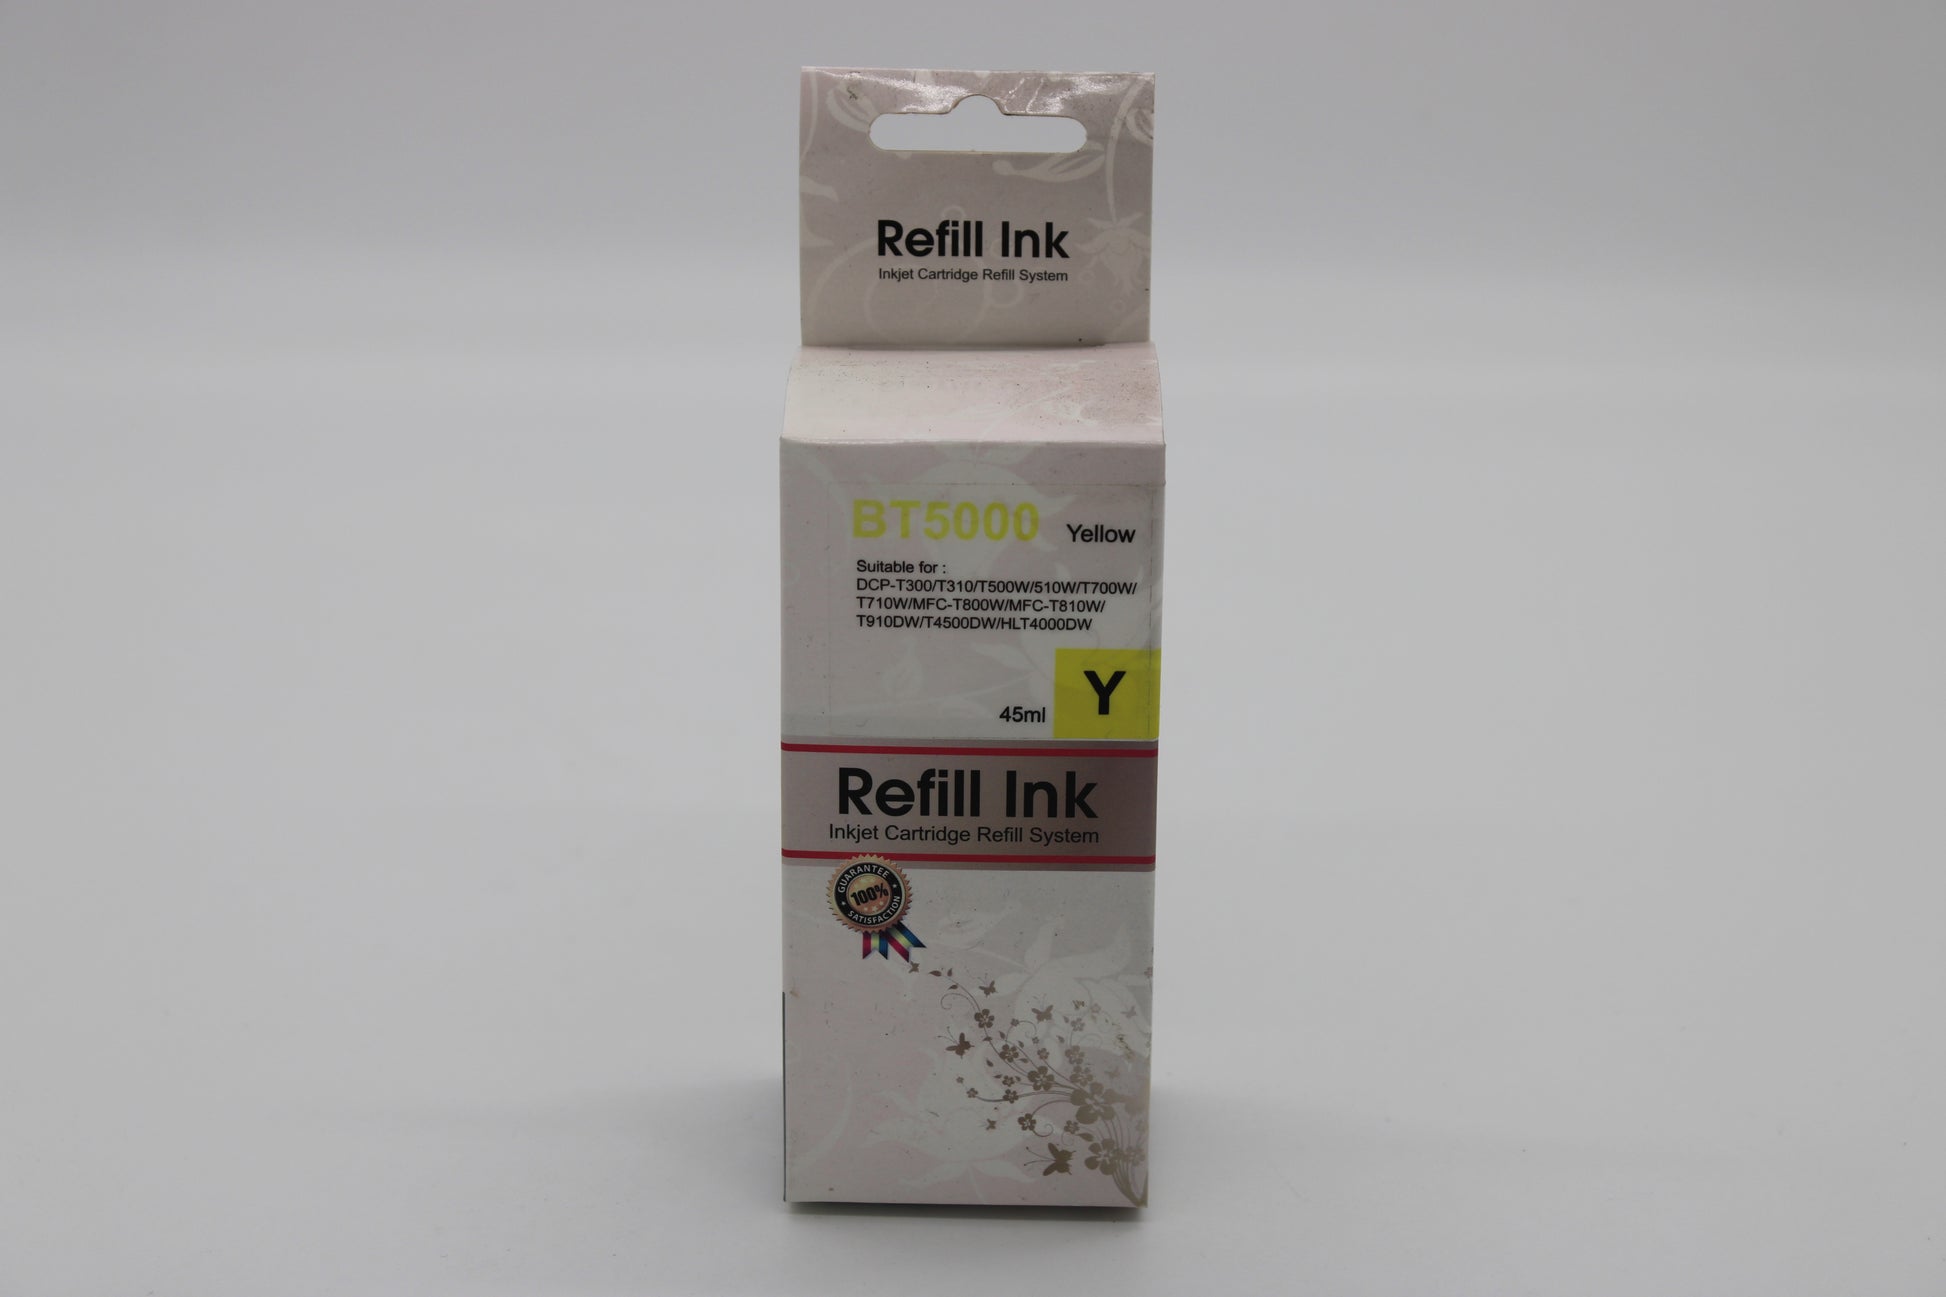 Refill Ink
Inkjet Cartridge Refill System
BT5000 Yellow
Suitable for :
DCP-T300/T310/T500W/510W/T700W/
T710W/MFC-T800W/MFC-T810W/
T910DW/T4500DW/HLT4000DW
Y
45ml
Refill Ink
Inkjet Cartridge Refill System
GUARANTEE
100%
SATISFACTION